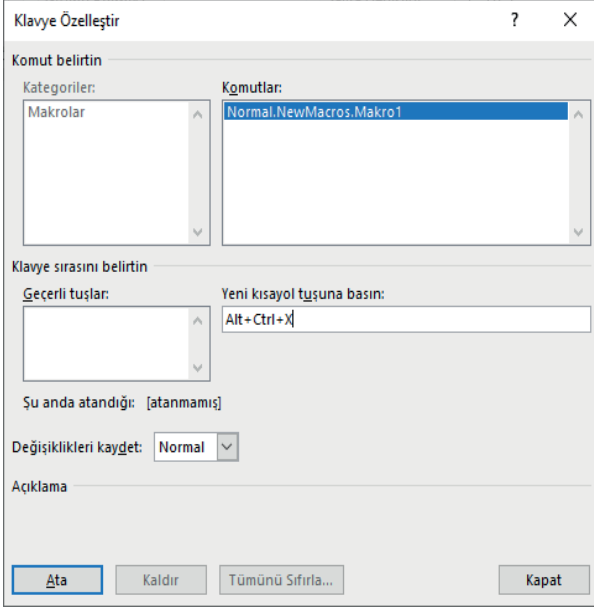 Klavye Özelleştir
Komut belirtin
Kategoriler:
Komutlar:
Makrolar
Normal.NewMacros.Makro1
Klavye sırasını belirtin
Geçerli tuşlar:
Yeni kısayol tuşuna basın:
Alt+Ctrl+X
Şu anda atandığı: [atanmamış]
Değişiklikleri kaydet: Normal
Açıklama
Ata
Kaldır
Tümünü Sıfırla...
Kapat